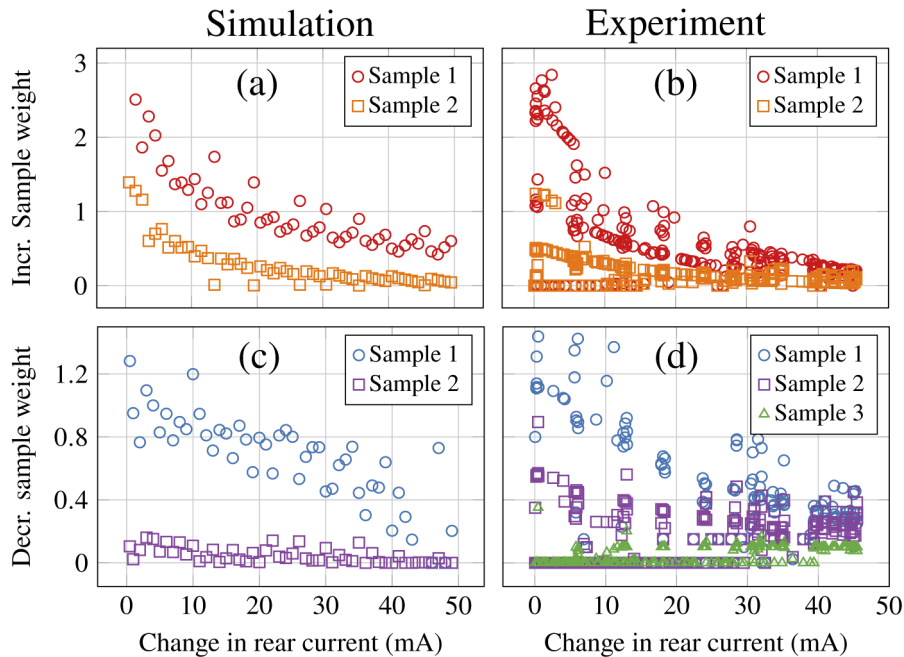 Simulation Experiment
(a) Sample 1 Sample 2
(b) Sample 1 Sample 2
Incr. Sample weight
3
2
1
0
(c) Sample 1 Sample 2
(d) Sample 1 Sample 2 Sample 3
Decr. sample weight
1.2
0.8
0.4
0
0 10 20 30 40 50
0 10 20 30 40 50
Change in rear current (mA) Change in rear current (mA)